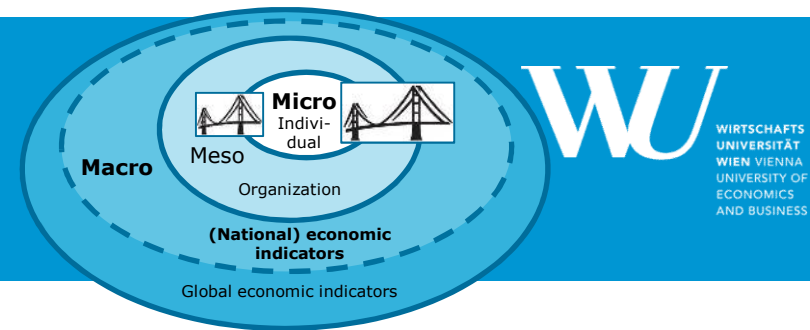 Micro
Indivi-
dual
Meso
Macro
Organization
(National) economic
indicators
Global economic indicators
WU
WIRTSCHAFTS
UNIVERSITÄT
WIEN VIENNA
UNIVERSITY OF
ECONOMICS
AND BUSINESS